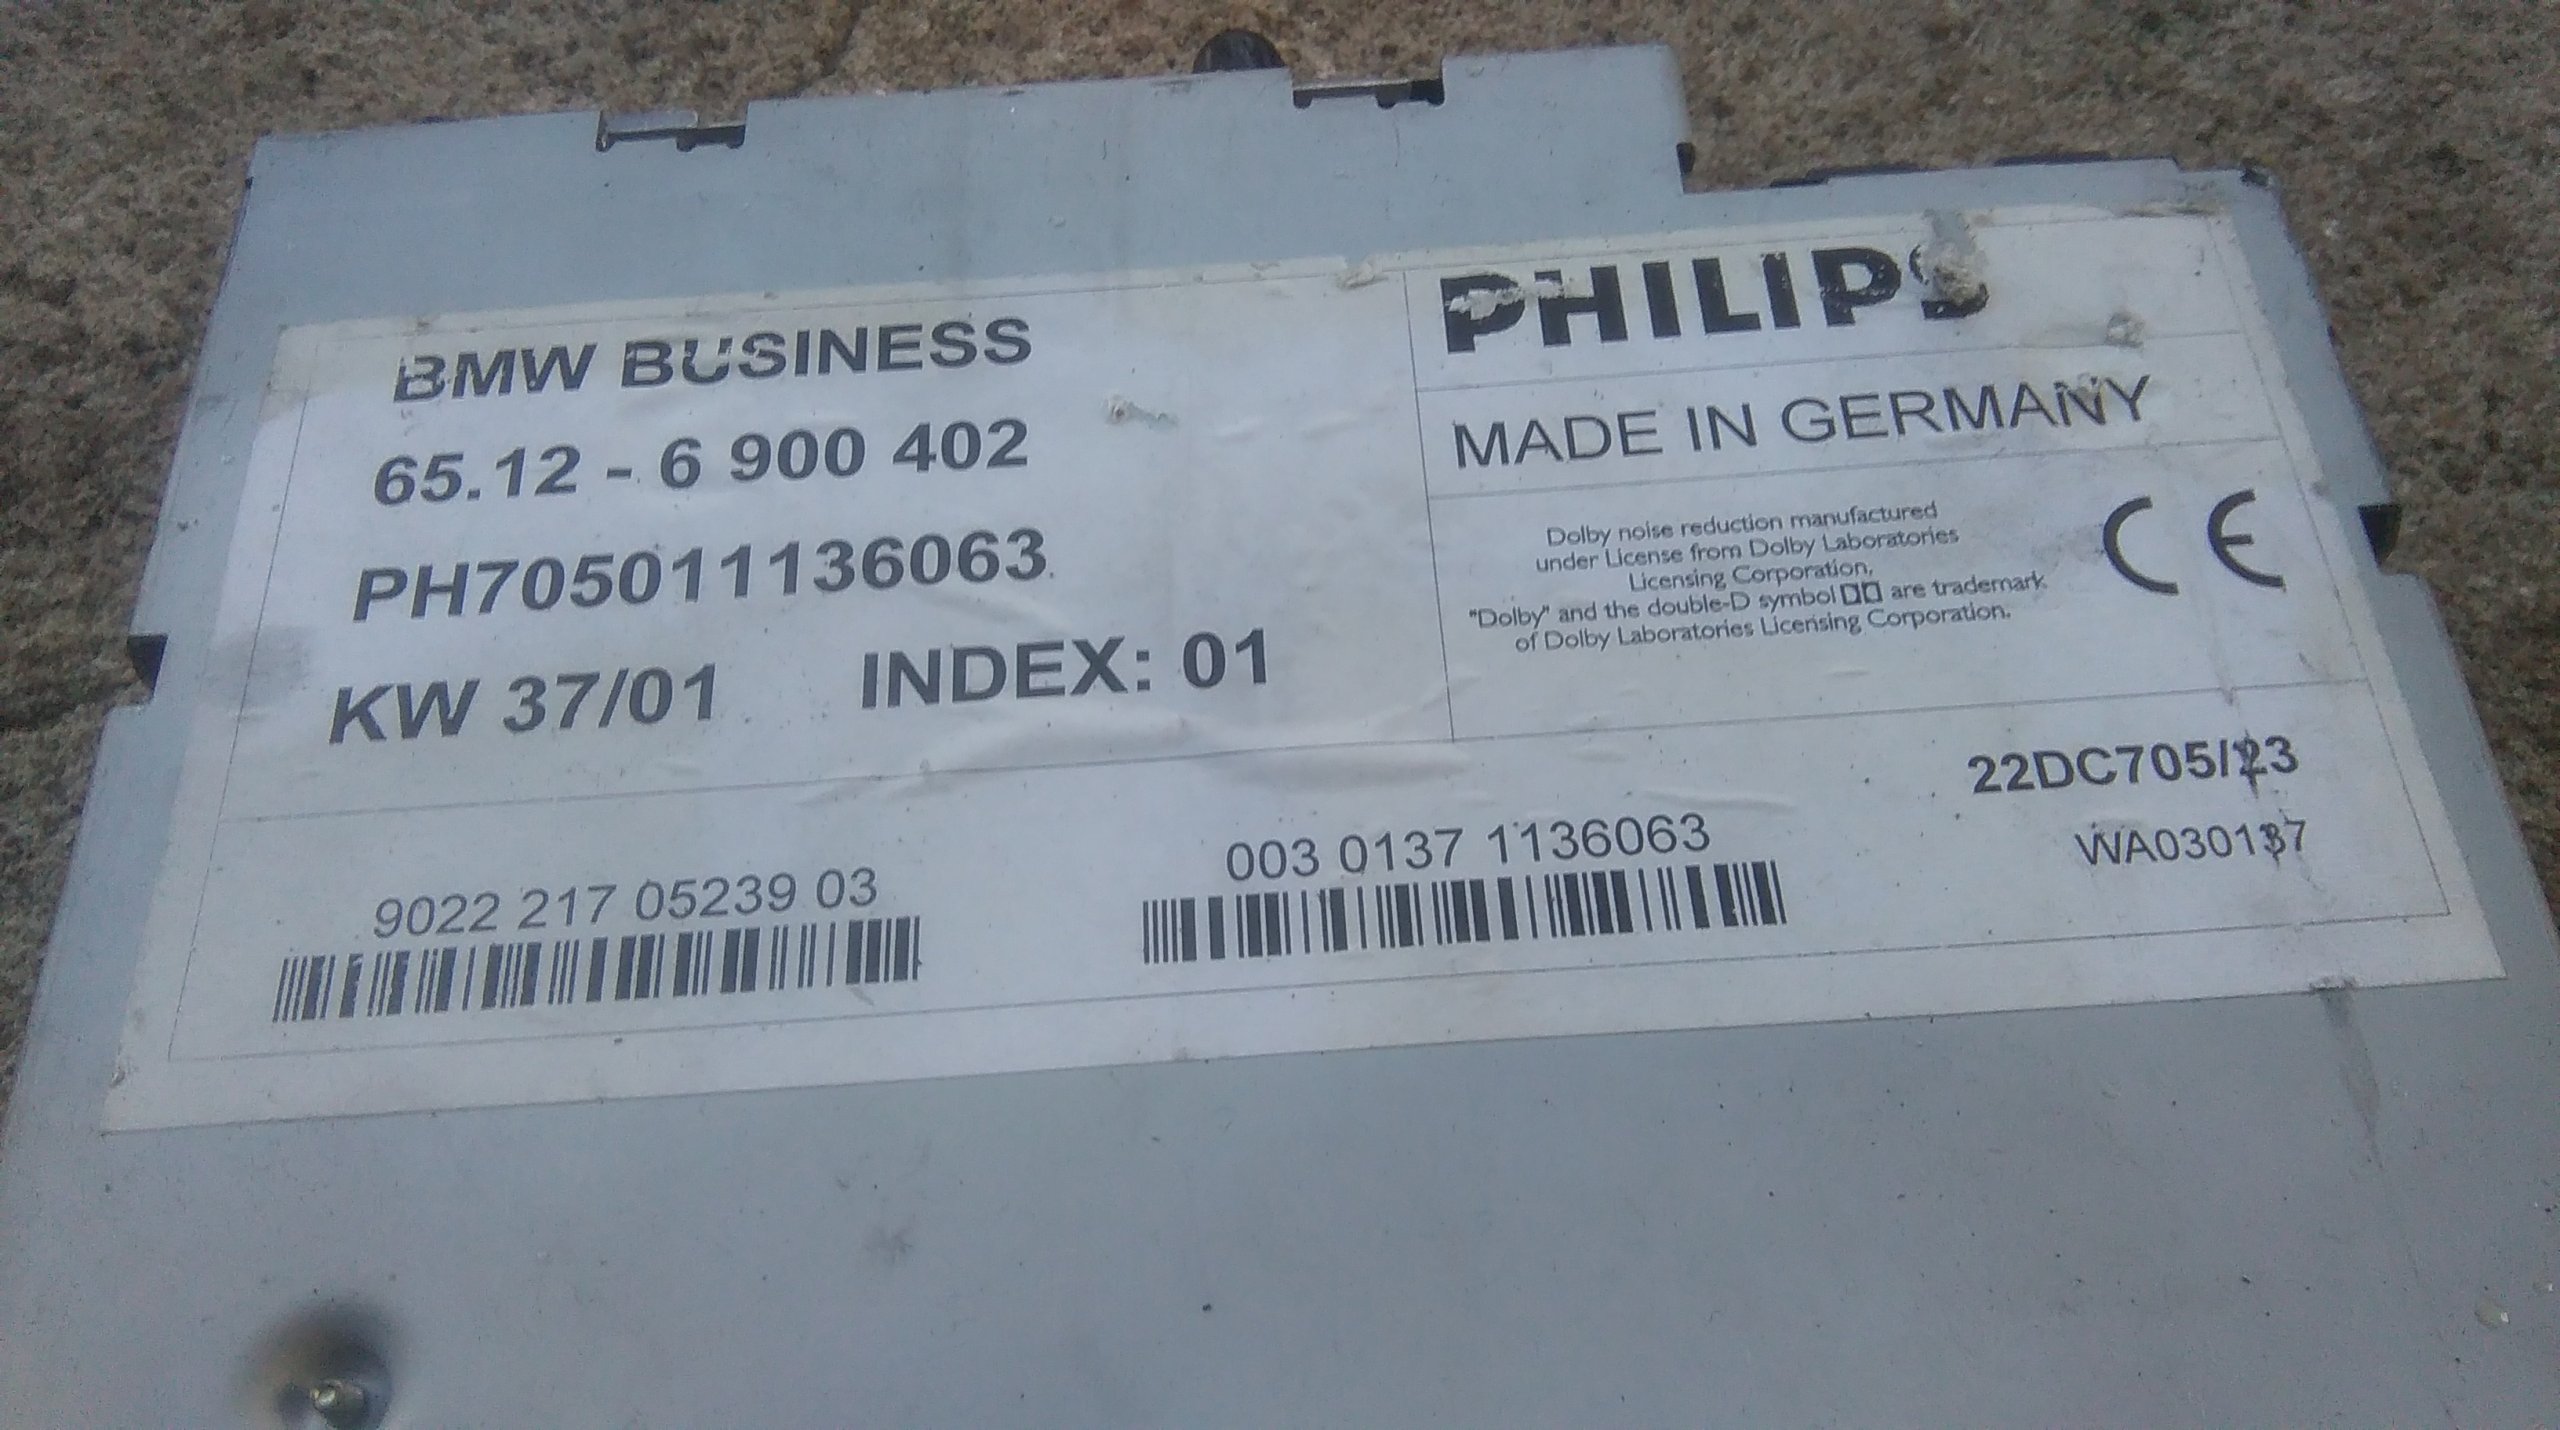 BMW BUSINESS
65.12 - 6 900 402
PH705011136063
KW 37/01 INDEX: 01
PHILIPS
MADE IN GERMANY
Dolby noise reduction manufactured
under License from Dolby Laboratories
Licensing Corporation,
"Dolby" and the double-D symbol are trademark
of Dolby Laboratories Licensing Corporation.
CE
22DC705/23
WA030137
9022 217 05239 03
003 0137 1136063